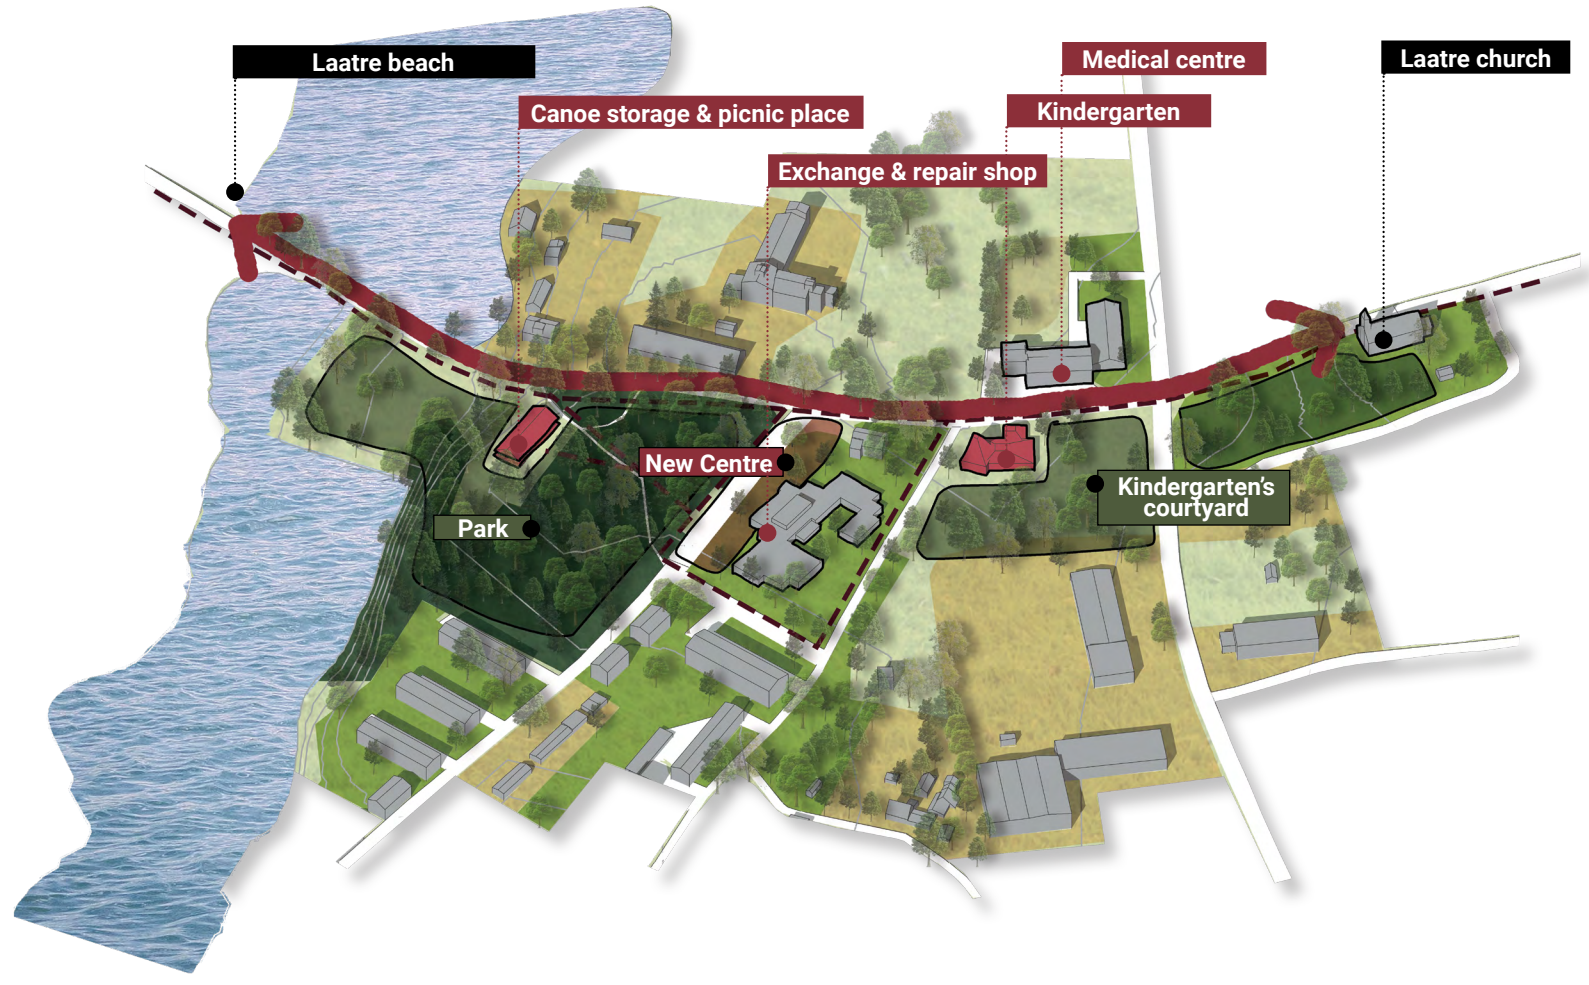 Laatre beach
Medical centre
Laatre church
Canoe storage & picnic place
Kindergarten
Exchange & repair shop
New Centre
Park
Kindergarten’s
courtyard